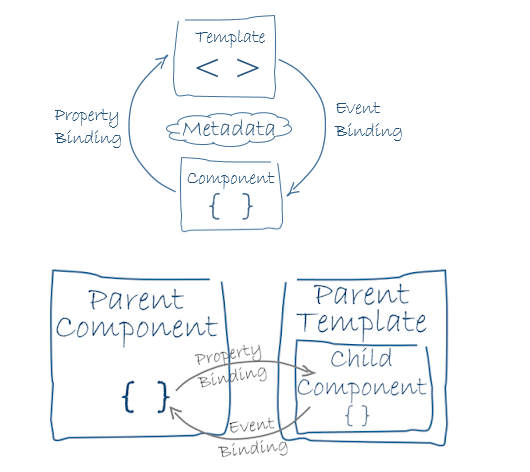 Template
< >
Property
Binding
Event
Binding
Metadata
Component
{ }
Parent
Component
{ }
Parent
Template
Property
Binding
Child
Component
{ }
Event
Binding